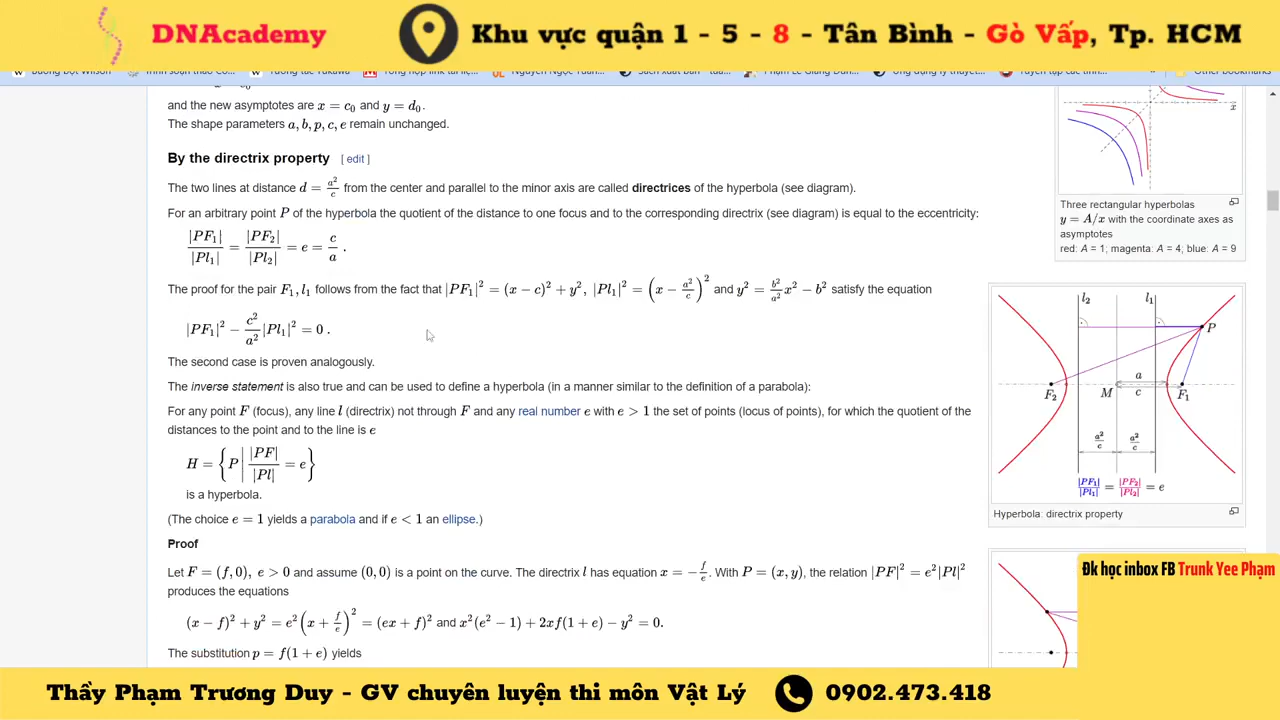 DNAcademy
Khu vực quận 1 - 5 - 8 - Tân Bình - Gò Vấp, Tp. HCM
Other bookmarks
and the new asymptotes are x = c₀ and y = d₀.
The shape parameters a, b, p, c, e remain unchanged.
By the directrix property [ edit ]
The two lines at distance d = a²/c from the center and parallel to the minor axis are called directrices of the hyperbola (see diagram).
For an arbitrary point P of the hyperbola the quotient of the distance to one focus and to the corresponding directrix (see diagram) is equal to the eccentricity:
|PF₁|/|Pl₁| = |PF₂|/|Pl₂| = e = c/a .
The proof for the pair F₁, l₁ follows from the fact that |PF₁|² = (x − c)² + y², |Pl₁|² = (x − a²/c)² and y² = b²/a² x² − b² satisfy the equation
|PF₁|² − c²/a² |Pl₁|² = 0 .
The second case is proven analogously.
The inverse statement is also true and can be used to define a hyperbola (in a manner similar to the definition of a parabola):
For any point F (focus), any line l (directrix) not through F and any real number e with e > 1 the set of points (locus of points), for which the quotient of the
distances to the point and to the line is e
H = {P | |PF|/|Pl| = e}
is a hyperbola.
(The choice e = 1 yields a parabola and if e < 1 an ellipse.)
Proof
Let F = (f, 0), e > 0 and assume (0, 0) is a point on the curve. The directrix l has equation x = −f/e. With P = (x, y), the relation |PF|² = e²|Pl|²
produces the equations
(x − f)² + y² = e²(x + f/e)² = (ex + f)² and x²(e² − 1) + 2xf(1 + e) − y² = 0.
The substitution p = f(1 + e) yields
x
Three rectangular hyperbolas
y = A/x with the coordinate axes as
asymptotes
red: A = 1; magenta: A = 4; blue: A = 9
l₂ l₁
P
a
F₂ M c F₁
a²/c a²/c
|PF₁|/|Pl₁| = |PF₂|/|Pl₂| = e
Hyperbola: directrix property
Đk học inbox FB Trunk Yee Phạm
Thầy Phạm Trương Duy - GV chuyên luyện thi môn Vật Lý 0902.473.418